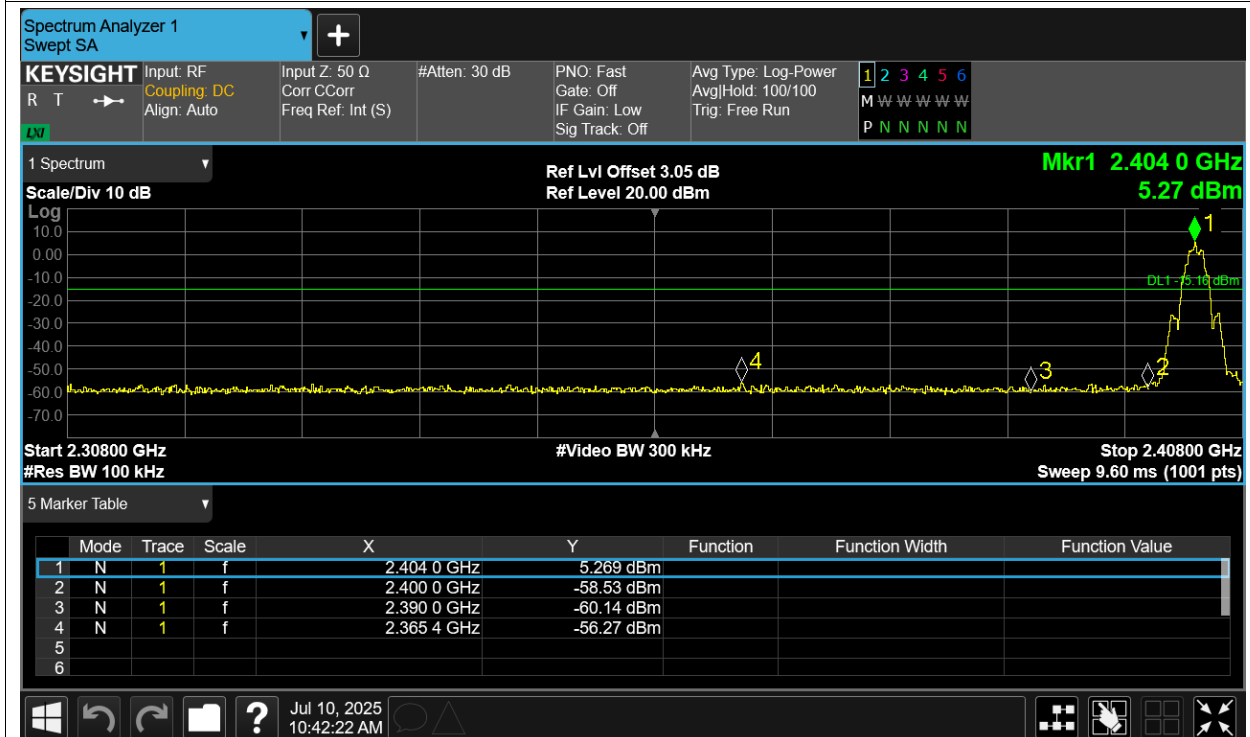 Spectrum Analyzer 1
Swept SA
+
KEYSIGHT
R T
LXI
Input: RF
Coupling: DC
Align: Auto
Input Z: 50 Ω
Corr CCorr
Freq Ref: Int (S)
#Atten: 30 dB
PNO: Fast
Gate: Off
IF Gain: Low
Sig Track: Off
Avg Type: Log-Power
Avg|Hold: 100/100
Trig: Free Run
1 2 3 4 5 6
M W W W W W
P N N N N N
1 Spectrum
Scale/Div 10 dB
Ref Lvl Offset 3.05 dB
Ref Level 20.00 dBm
Mkr1 2.404 0 GHz
5.27 dBm
Log
10.0
0.00
-10.0
-20.0
-30.0
-40.0
-50.0
-60.0
-70.0
1
DL1 -15.16 dBm
4
3
2
Start 2.30800 GHz
#Video BW 300 kHz
Stop 2.40800 GHz
#Res BW 100 kHz
Sweep 9.60 ms (1001 pts)
5 Marker Table
Mode Trace Scale X Y Function Function Width Function Value
1 N 1 f 2.404 0 GHz 5.269 dBm
2 N 1 f 2.400 0 GHz -58.53 dBm
3 N 1 f 2.390 0 GHz -60.14 dBm
4 N 1 f 2.365 4 GHz -56.27 dBm
5
6
?
Jul 10, 2025
10:42:22 AM